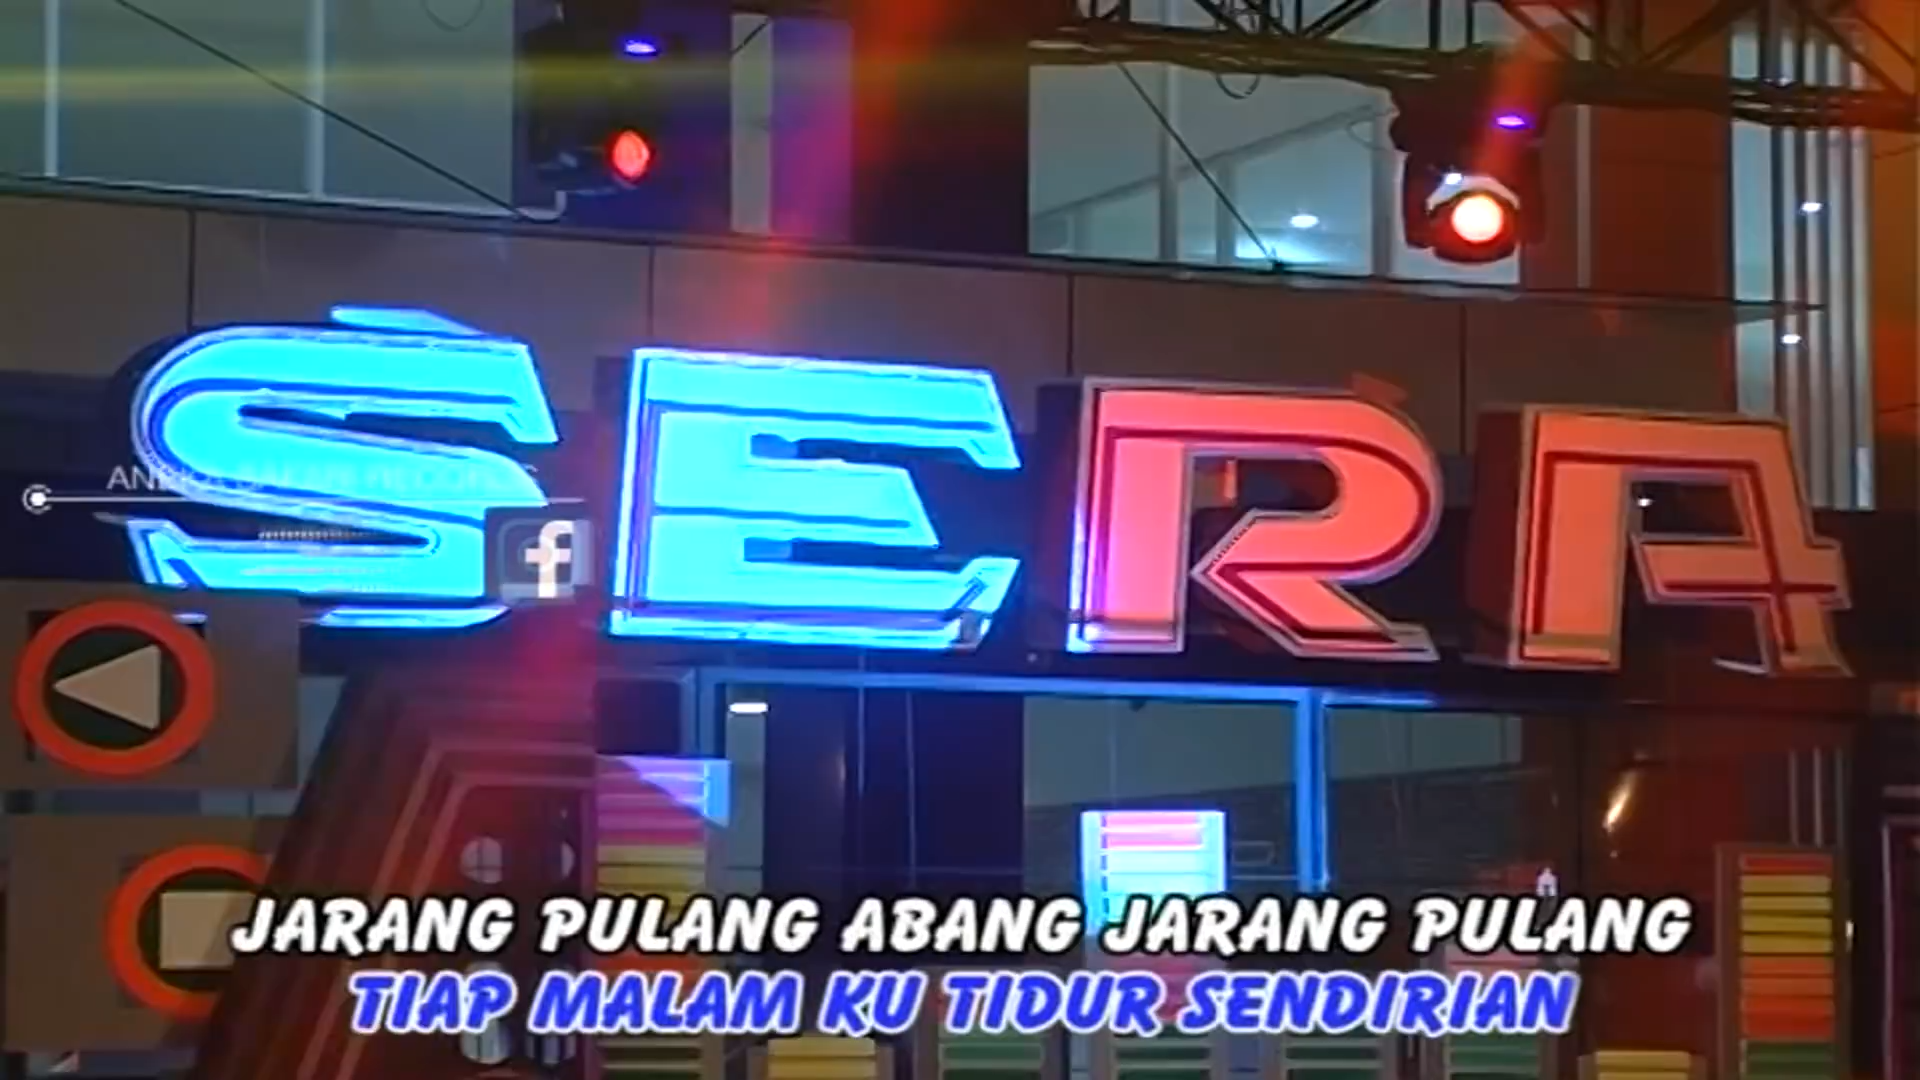 SERA
JARANG PULANG ABANG JARANG PULANG
TIAP MALAM KU TIDUR SENDIRIAN